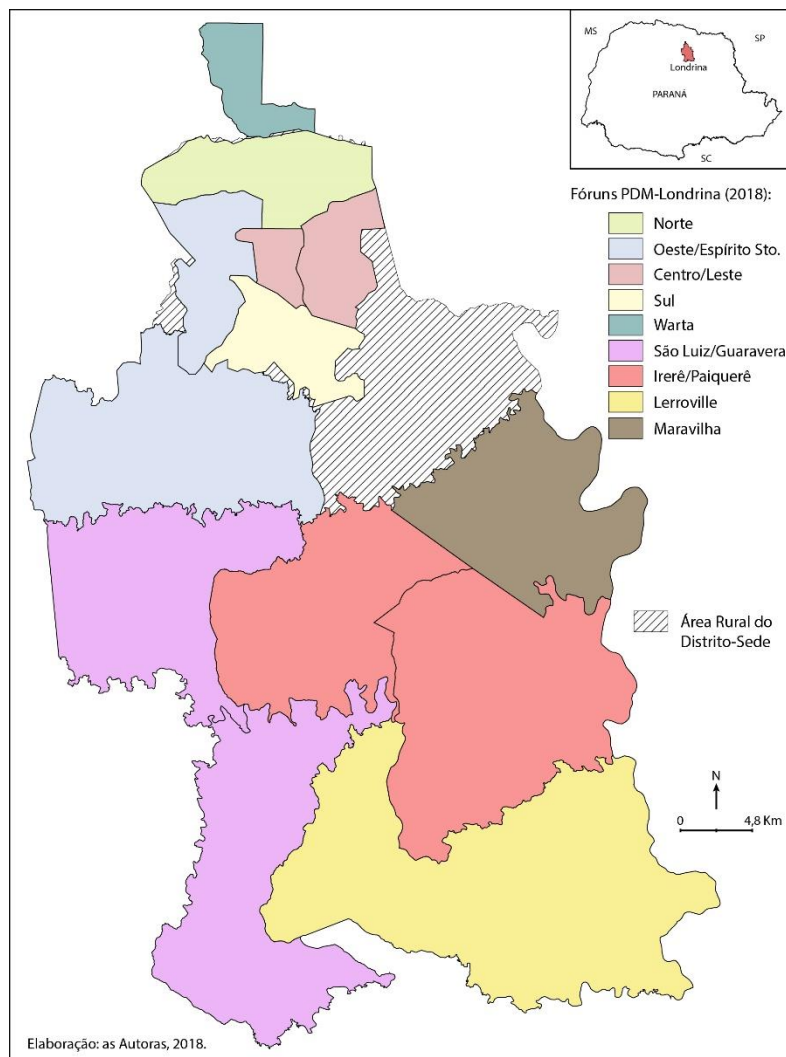 MS
SP
Londrina
PARANÁ
SC
Fóruns PDM-Londrina (2018):
Norte
Oeste/Espírito Sto.
Centro/Leste
Sul
Warta
São Luiz/Guaravera
Irerê/Paiquerê
Lerroville
Maravilha
Área Rural do
Distrito-Sede
N
0 4,8 Km
Elaboração: as Autoras, 2018.